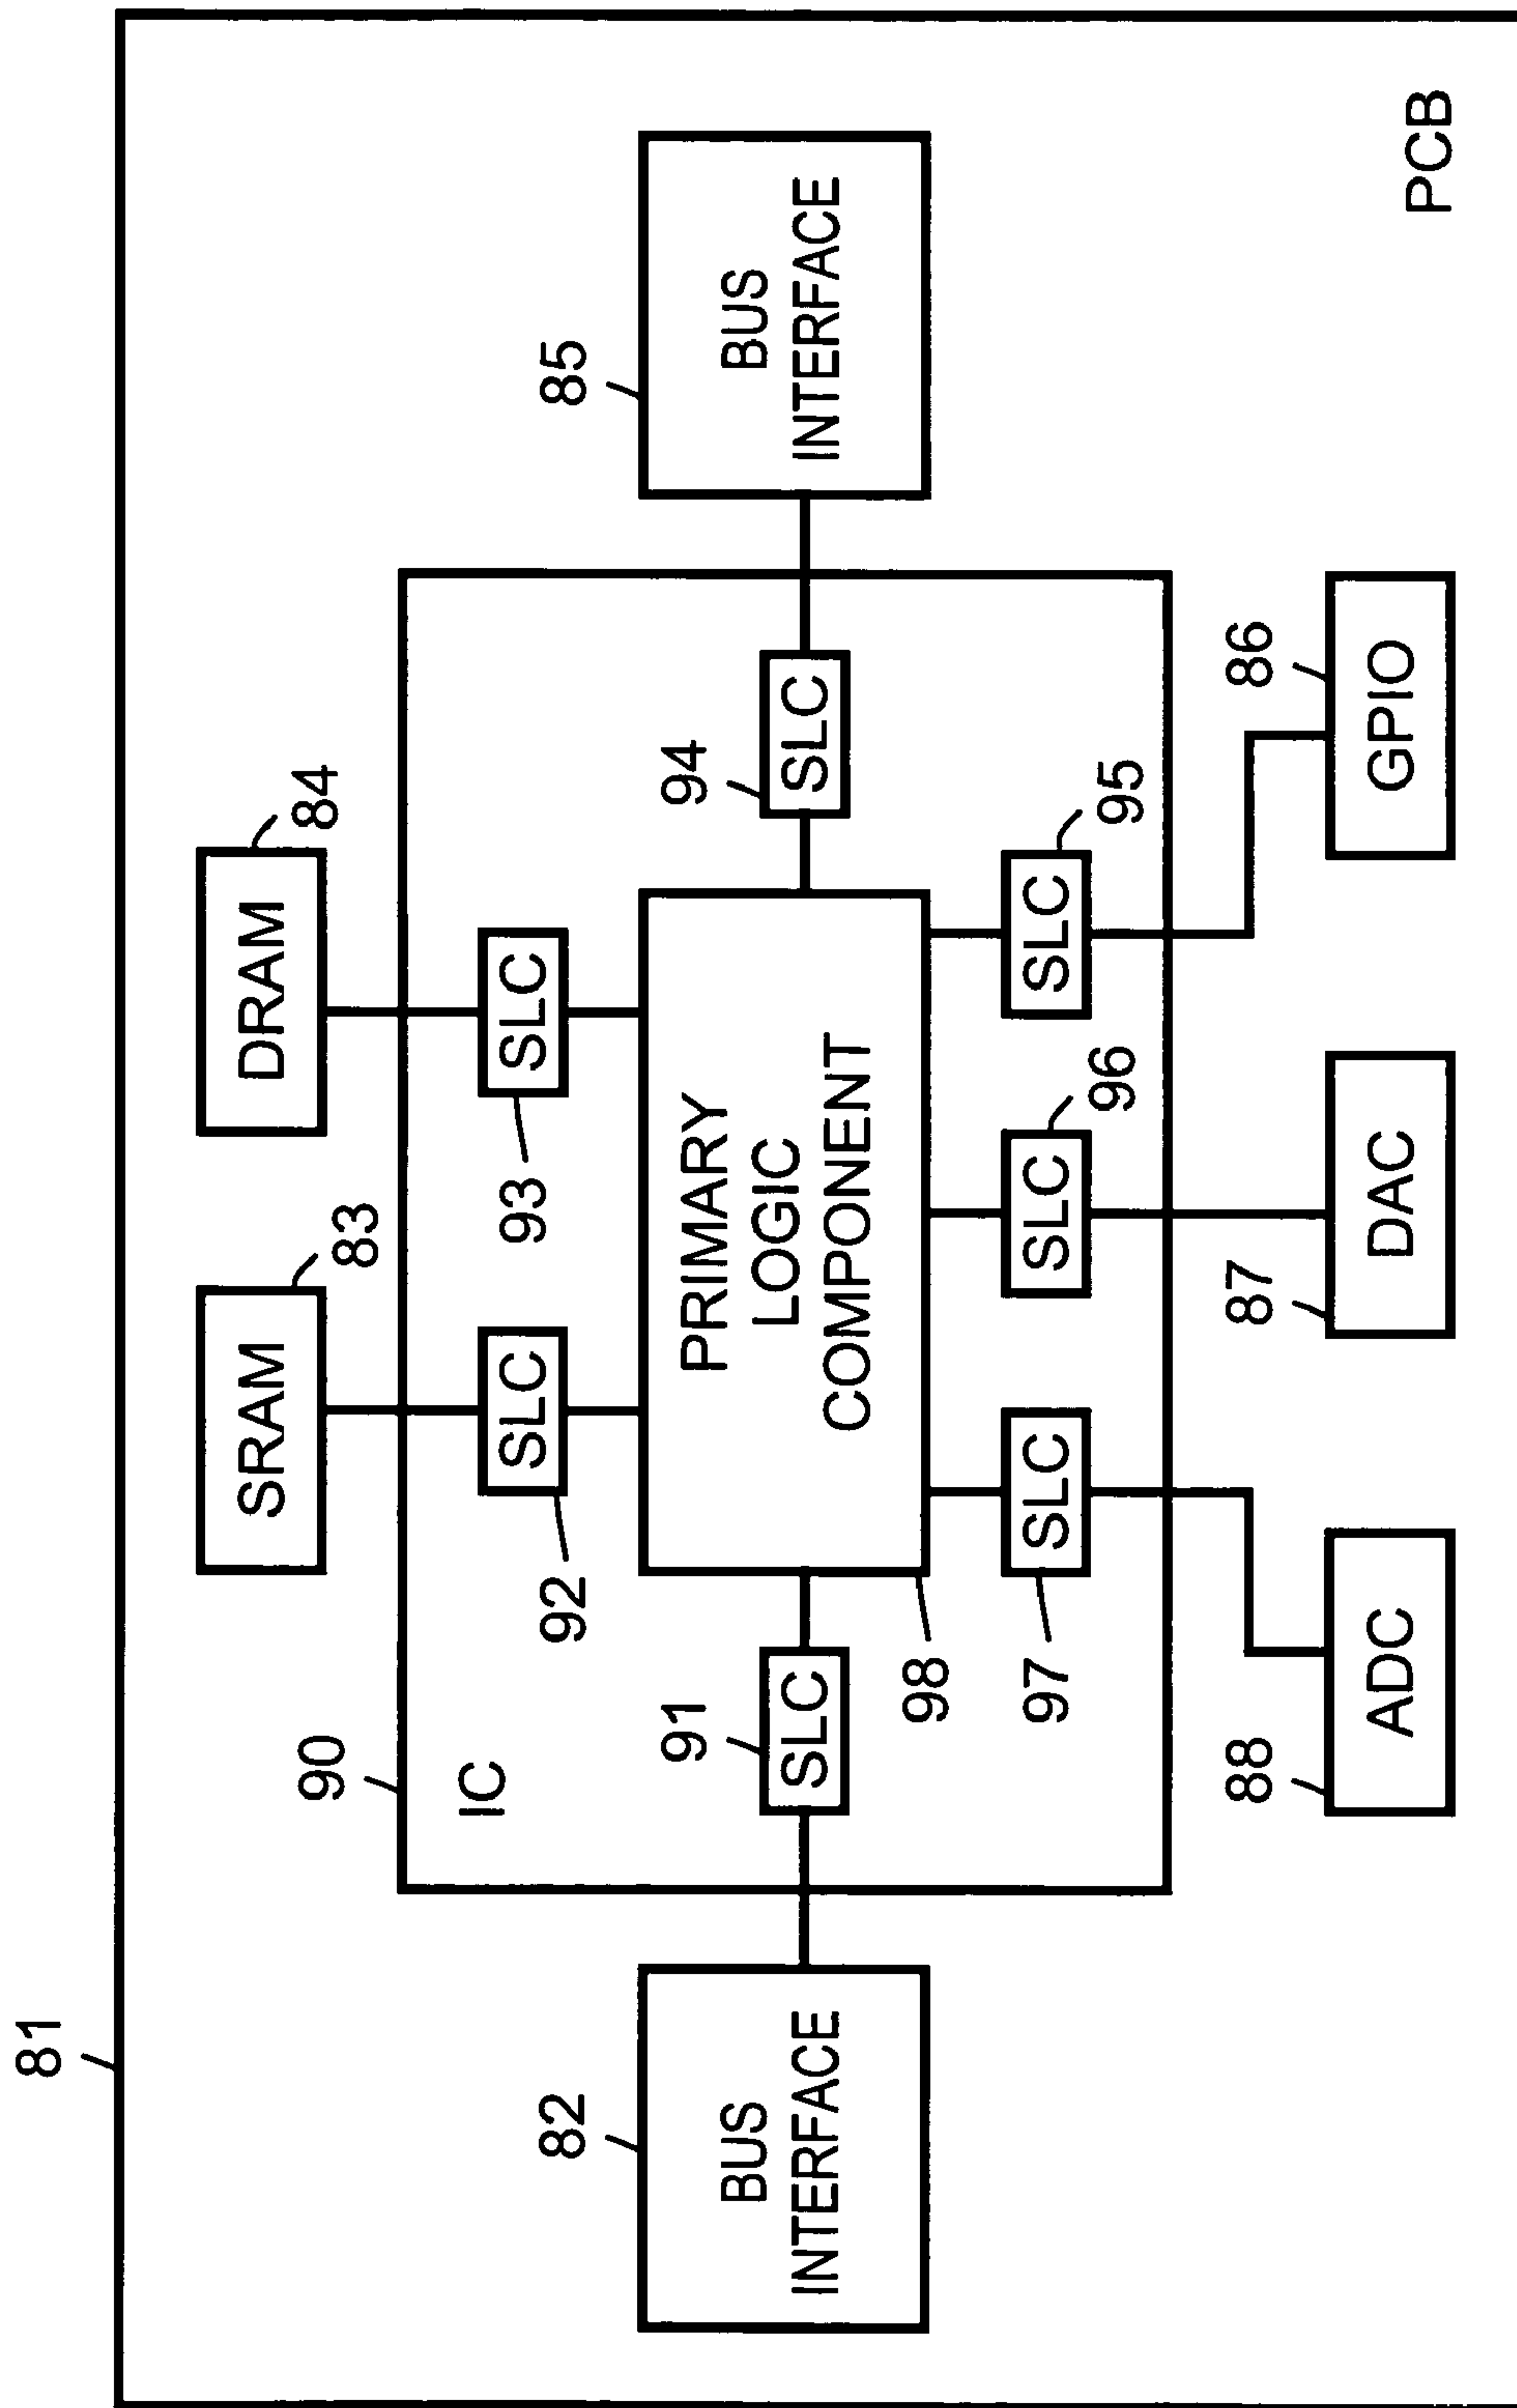 81
SRAM
83
DRAM
84
90
IC
92
SLC
93
SLC
82
BUS
INTERFACE
91
SLC
PRIMARY
LOGIC
COMPONENT
98
94
SLC
85
BUS
INTERFACE
97
SLC
96
SLC
95
SLC
88
ADC
87
DAC
86
GPIO
PCB